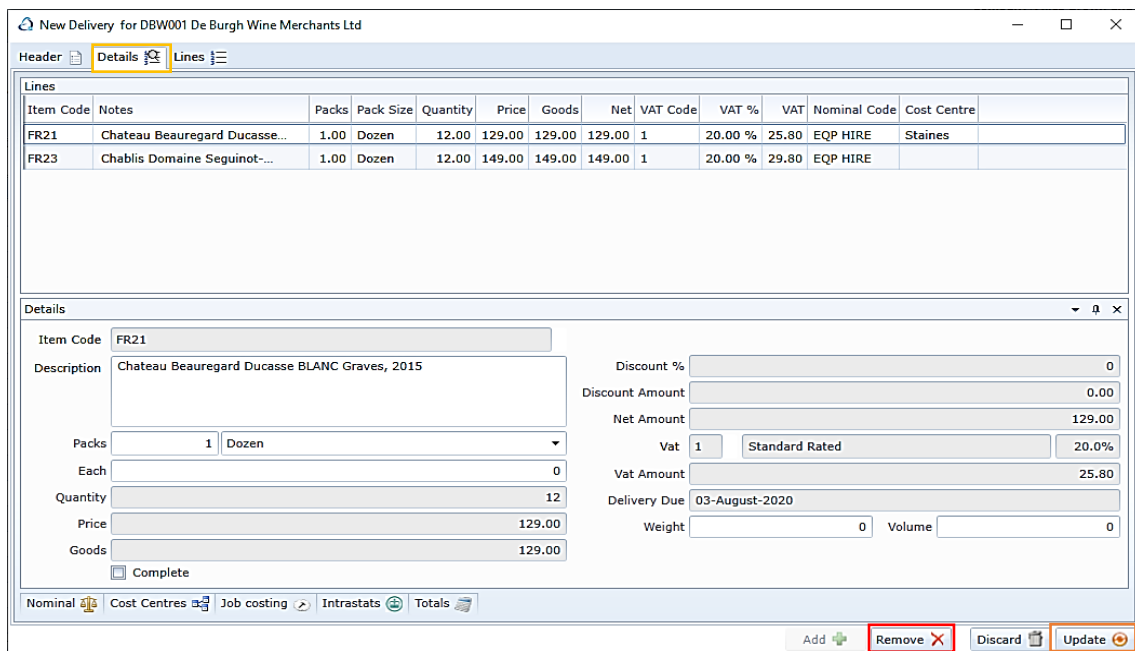 New Delivery for DBW001 De Burgh Wine Merchants Ltd
Header Details Lines
Lines
Item Code Notes Packs Pack Size Quantity Price Goods Net VAT Code VAT % VAT Nominal Code Cost Centre
FR21 Chateau Beauregard Ducasse... 1.00 Dozen 12.00 129.00 129.00 129.00 1 20.00 % 25.80 EQP HIRE Staines
FR23 Chablis Domaine Seguinot-... 1.00 Dozen 12.00 149.00 149.00 149.00 1 20.00 % 29.80 EQP HIRE
Details
Item Code FR21
Description Chateau Beauregard Ducasse BLANC Graves, 2015
Discount % 0
Discount Amount 0.00
Net Amount 129.00
Packs 1 Dozen
Vat 1 Standard Rated 20.0%
Each 0
Vat Amount 25.80
Quantity 12
Delivery Due 03-August-2020
Price 129.00
Weight 0 Volume 0
Goods 129.00
Complete
Nominal Cost Centres Job costing Intrastats Totals
Add Remove Discard Update